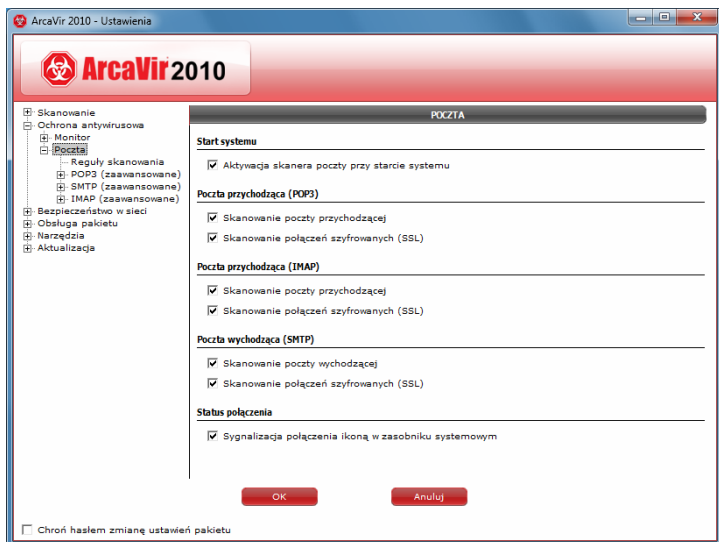 ArcaVir 2010 - Ustawienia
ArcaVir 2010
Skanowanie
Ochrona antywirusowa
Monitor
Poczta
Reguły skanowania
POP3 (zaawansowane)
SMTP (zaawansowane)
IMAP (zaawansowane)
Bezpieczeństwo w sieci
Obsługa pakietu
Narzędzia
Aktualizacja
POCZTA
Start systemu
Aktywacja skanera poczty przy starcie systemu
Poczta przychodząca (POP3)
Skanowanie poczty przychodzącej
Skanowanie połączeń szyfrowanych (SSL)
Poczta przychodząca (IMAP)
Skanowanie poczty przychodzącej
Skanowanie połączeń szyfrowanych (SSL)
Poczta wychodząca (SMTP)
Skanowanie poczty wychodzącej
Skanowanie połączeń szyfrowanych (SSL)
Status połączenia
Sygnalizacja połączenia ikoną w zasobniku systemowym
OK
Anuluj
Chroń hasłem zmianę ustawień pakietu